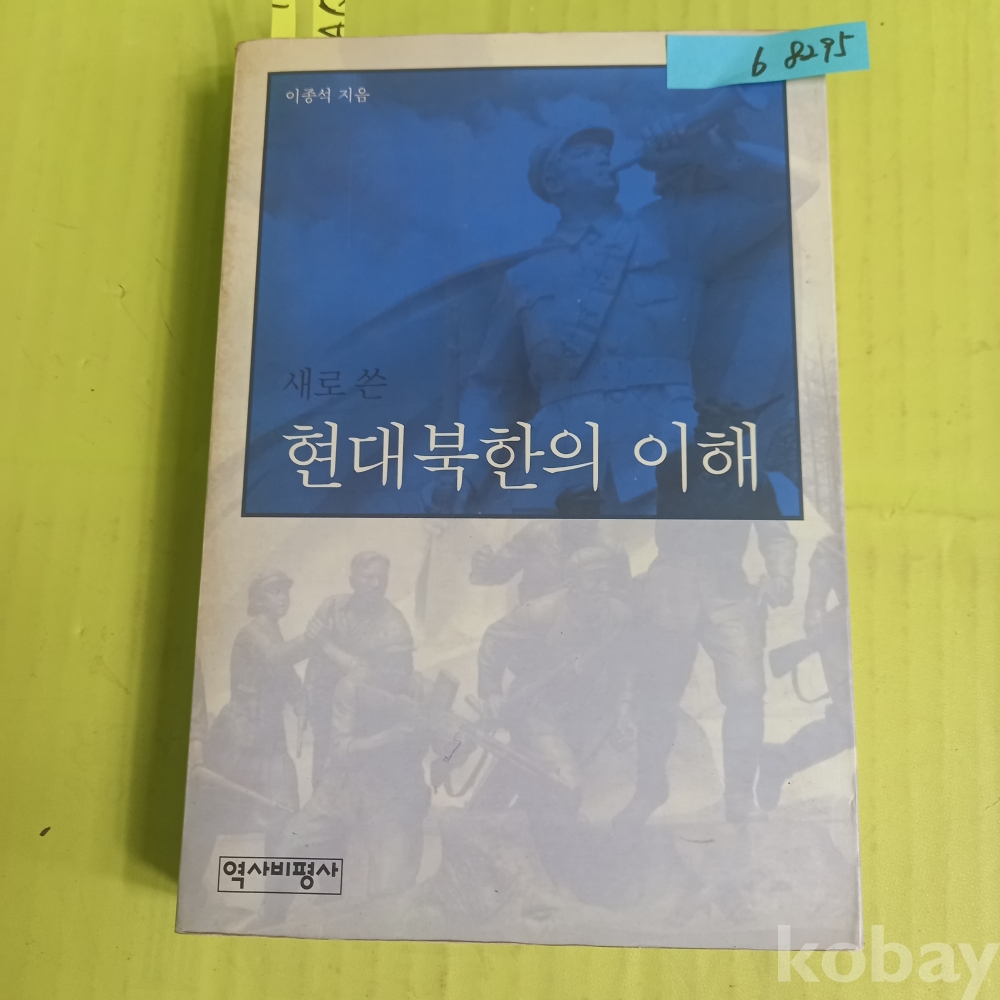 6 8295
이종석 지음
새로 쓴
현대북한의 이해
역사비평사
kobay